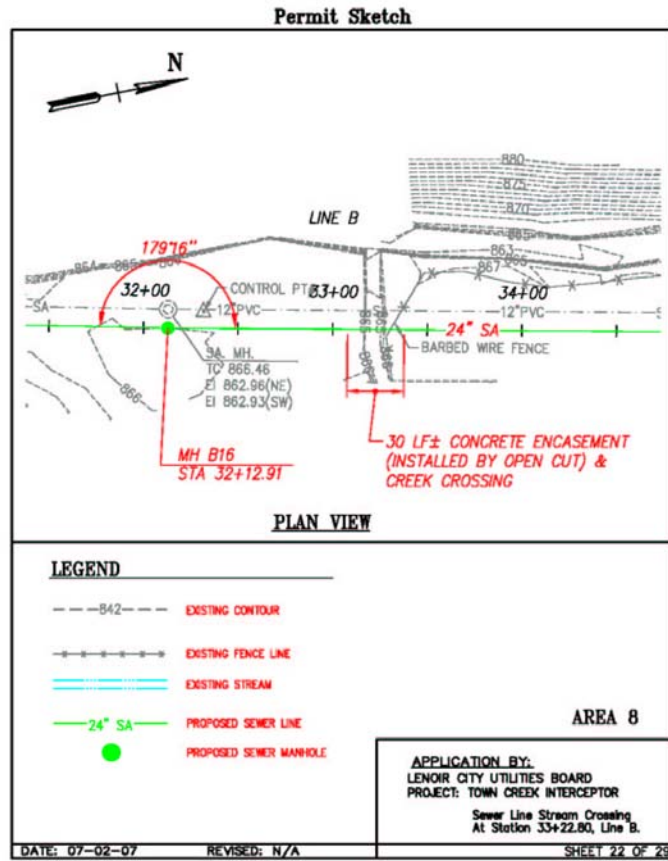 Permit Sketch
N
880
875
870
865
863
865
867
LINE B
179°16"
864 865 864
32+00
CONTROL PT
33+00
34+00
SA
12"PVC
12"PVC
24" SA
BARBED WIRE FENCE
SA. MH.
TC 866.46
EI 862.96(NE)
EI 862.93(SW)
866
MH B16
STA 32+12.91
30 LF± CONCRETE ENCASEMENT
(INSTALLED BY OPEN CUT) &
CREEK CROSSING
PLAN VIEW
LEGEND
842 EXISTING CONTOUR
EXISTING FENCE LINE
EXISTING STREAM
24" SA PROPOSED SEWER LINE
PROPOSED SEWER MANHOLE
AREA 8
APPLICATION BY:
LENOIR CITY UTILITIES BOARD
PROJECT: TOWN CREEK INTERCEPTOR
Sewer Line Stream Crossing
At Station 33+22.80, Line B.
DATE: 07-02-07 REVISED: N/A SHEET 22 OF 29